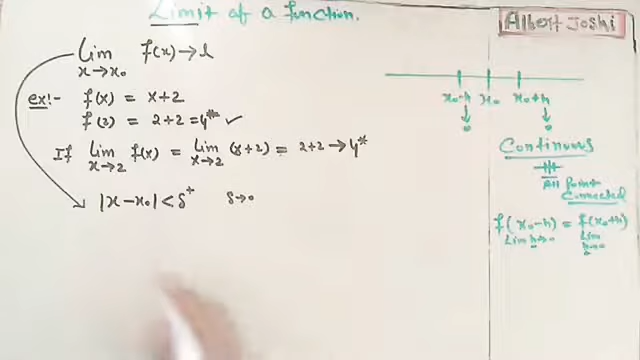 Limit of a function.
Albert Joshi
lim f(x) → l
x→x₀
ex:- f(x) = x+2
f(2) = 2+2 = 4* ✓
If lim f(x) = lim (x+2) = 2+2 → 4*
x→2 x→2
|x-x₀| < δ⁺ δ→0
x₀-h x₀ x₀+h
Continuous
All Point
Connected
f(x₀-h) = f(x₀+h)
Lim h→0 Lim
h→0